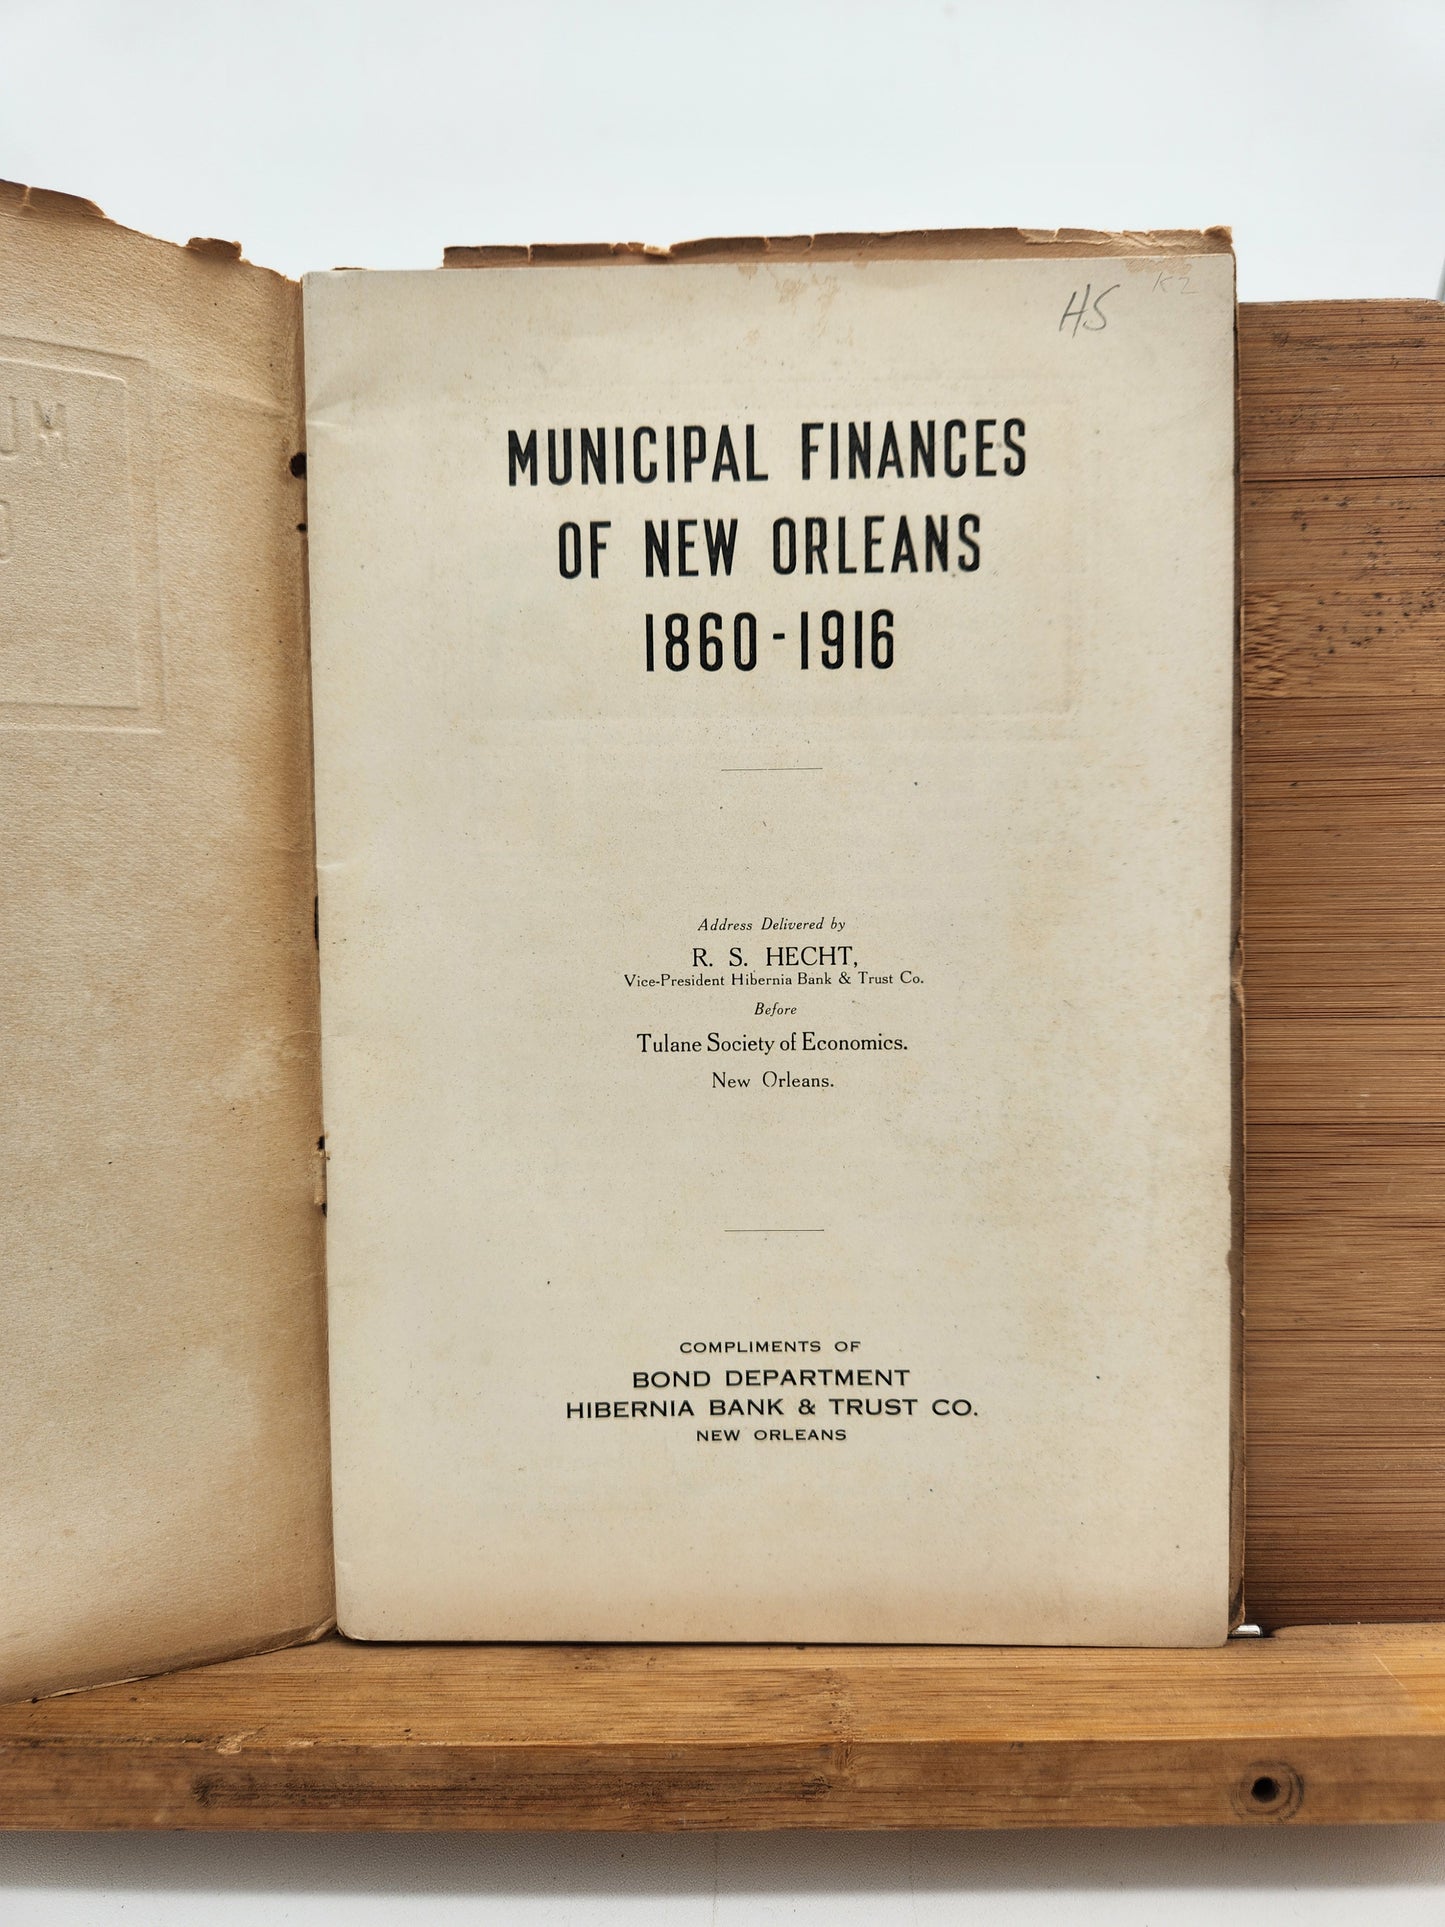 HS
K2
MUNICIPAL FINANCES
OF NEW ORLEANS
1860-1916
Address Delivered by
R. S. HECHT,
Vice-President Hibernia Bank & Trust Co.
Before
Tulane Society of Economics.
New Orleans.
COMPLIMENTS OF
BOND DEPARTMENT
HIBERNIA BANK & TRUST CO.
NEW ORLEANS